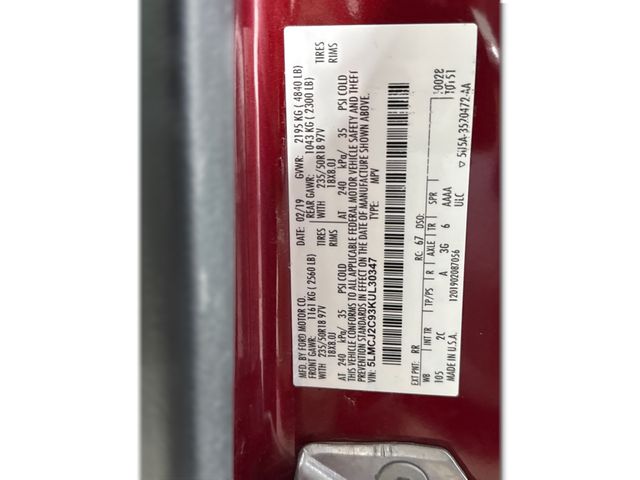 MFD. BY FORD MOTOR CO.
DATE: 02/19 GVWR: 2195 KG ( 4840 LB)
FRONT GAWR: 1161 KG ( 2560 LB) REAR GAWR: 1043 KG ( 2300 LB)
WITH 235/50R18 97V TIRES WITH 235/50R18 97V TIRES
18X8.0J RIMS 18X8.0J RIMS
AT 240 kPa/ 35 PSI COLD AT 240 kPa/ 35 PSI COLD
THIS VEHICLE CONFORMS TO ALL APPLICABLE FEDERAL MOTOR VEHICLE SAFETY AND THEFT
PREVENTION STANDARDS IN EFFECT ON THE DATE OF MANUFACTURE SHOWN ABOVE.
VIN: 5LMCJ2C93KUL30347 TYPE: MPV
EXT PNT: RR RC: 67 DSO:
WB INT TR TP/PS R AXLE TR SPR
105 2C A 3G 6 AAAA
MADE IN U.S.A. 1201902087056 ULC
5U5A-3520472-AA